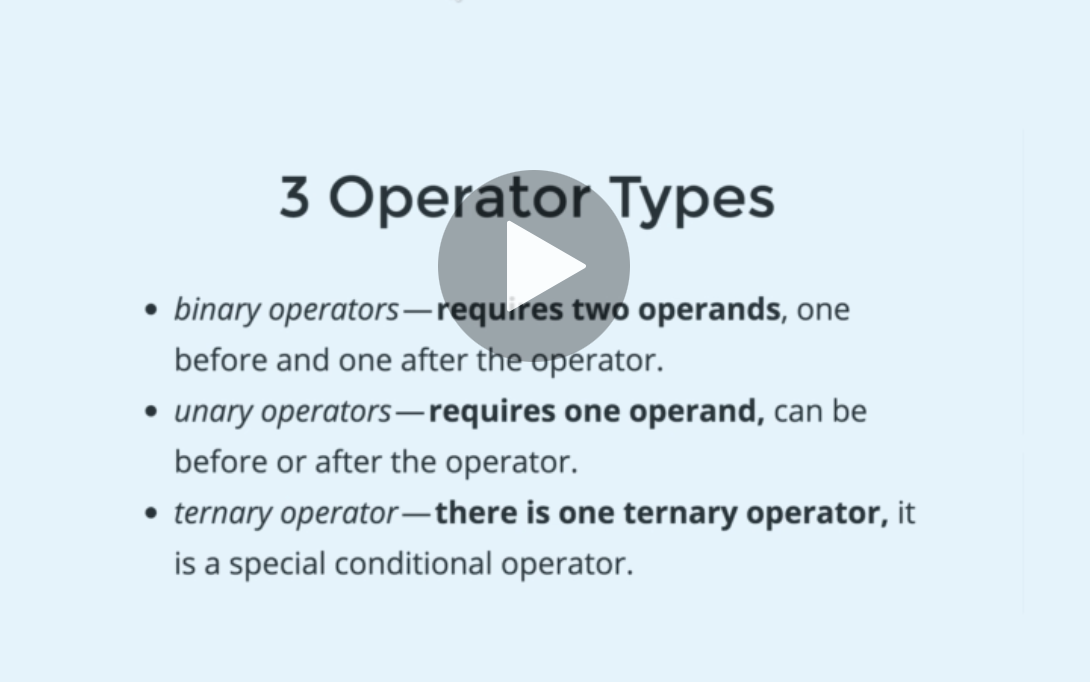 3 Operator Types
• binary operators—requires two operands, one
before and one after the operator.
• unary operators—requires one operand, can be
before or after the operator.
• ternary operator—there is one ternary operator, it
is a special conditional operator.